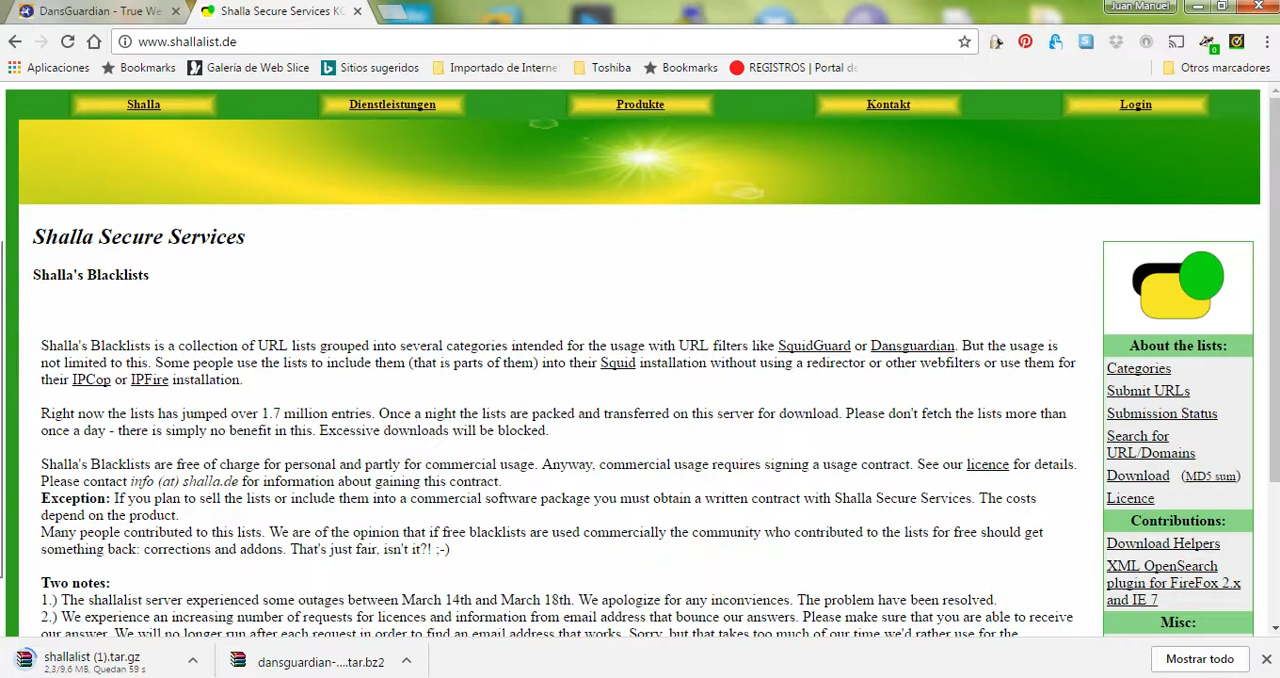 DansGuardian - True We
Shalla Secure Services KG
Juan Manuel
www.shallalist.de
0
Aplicaciones
Bookmarks
Galería de Web Slice
Sitios sugeridos
Importado de Interne
Toshiba
Bookmarks
REGISTROS | Portal de
Otros marcadores
Shalla
Dienstleistungen
Produkte
Kontakt
Login
Shalla Secure Services
Shalla's Blacklists
Shalla's Blacklists is a collection of URL lists grouped into several categories intended for the usage with URL filters like SquidGuard or Dansguardian. But the usage is
not limited to this. Some people use the lists to include them (that is parts of them) into their Squid installation without using a redirector or other webfilters or use them for
their IPCop or IPFire installation.
Right now the lists has jumped over 1.7 million entries. Once a night the lists are packed and transferred on this server for download. Please don't fetch the lists more than
once a day - there is simply no benefit in this. Excessive downloads will be blocked.
Shalla's Blacklists are free of charge for personal and partly for commercial usage. Anyway, commercial usage requires signing a usage contract. See our licence for details.
Please contact info (at) shalla.de for information about gaining this contract.
Exception: If you plan to sell the lists or include them into a commercial software package you must obtain a written contract with Shalla Secure Services. The costs
depend on the product.
Many people contributed to this lists. We are of the opinion that if free blacklists are used commercially the community who contributed to the lists for free should get
something back: corrections and addons. That's just fair, isn't it?! ;-)
Two notes:
1.) The shallalist server experienced some outages between March 14th and March 18th. We apologize for any inconviences. The problem have been resolved.
2.) We experience an increasing number of requests for licences and information from email address that bounce our answers. Please make sure that you are able to receive
our answer. We will no longer run after each request in order to find an email address that works. Sorry, but that takes too much of our time we'd rather use for the
About the lists:
Categories
Submit URLs
Submission Status
Search for
URL/Domains
Download (MD5 sum)
Licence
Contributions:
Download Helpers
XML OpenSearch
plugin for FireFox 2.x
and IE 7
Misc:
shallalist (1).tar.gz
2,3/9,6 MB, Quedan 59 s
dansguardian-....tar.bz2
Mostrar todo